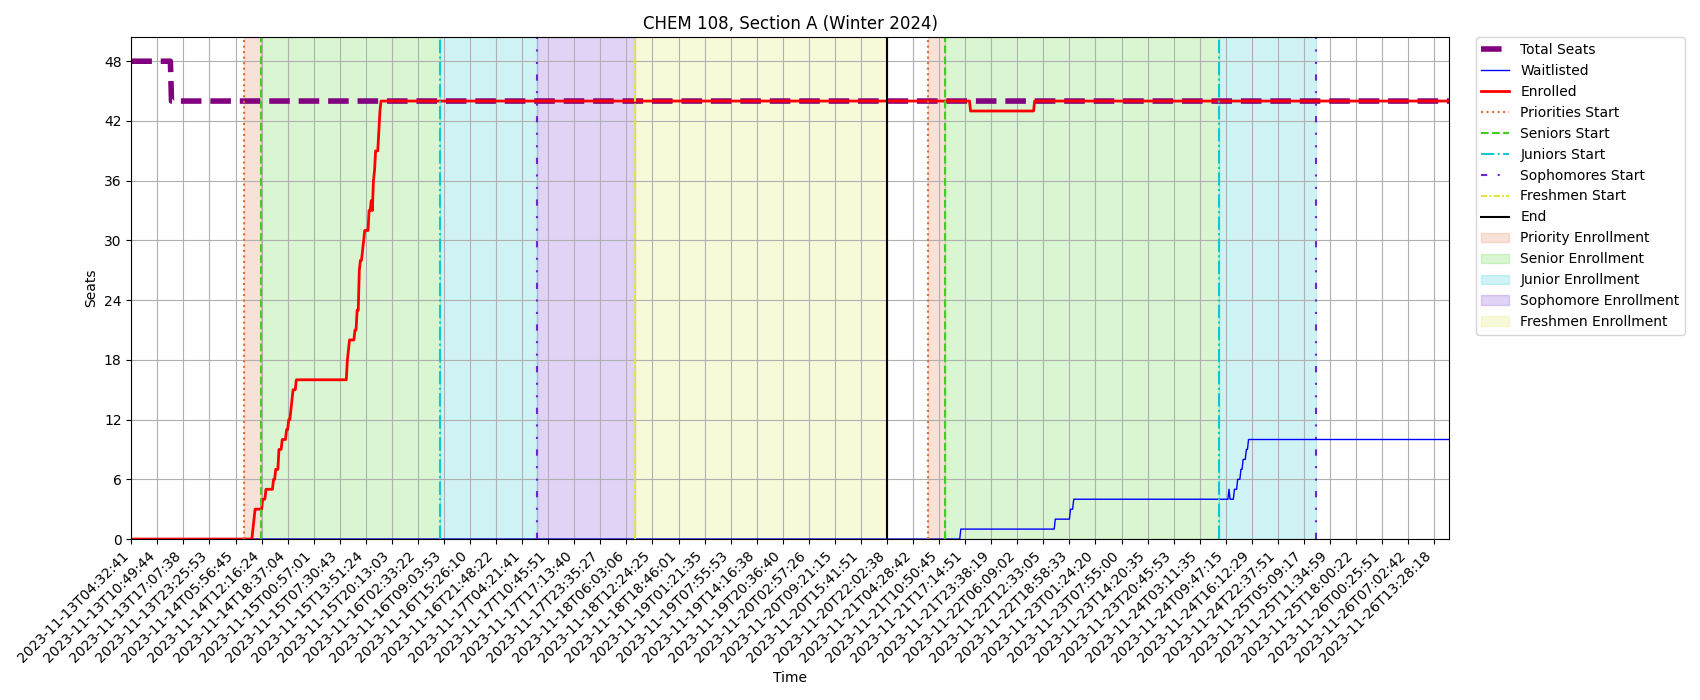 CHEM 108, Section A (Winter 2024)
48
42
36
30
24
18
12
6
0
Seats
2023-11-13T04:32:41
2023-11-13T10:49:44
2023-11-13T17:07:38
2023-11-13T23:25:53
2023-11-14T05:56:45
2023-11-14T12:16:24
2023-11-14T18:37:04
2023-11-15T00:57:01
2023-11-15T07:30:43
2023-11-15T13:51:24
2023-11-15T20:13:03
2023-11-16T02:33:22
2023-11-16T09:03:53
2023-11-16T15:26:10
2023-11-16T21:48:22
2023-11-17T04:21:41
2023-11-17T10:45:51
2023-11-17T17:13:40
2023-11-17T23:35:27
2023-11-18T06:03:06
2023-11-18T12:24:25
2023-11-18T18:46:01
2023-11-19T01:21:35
2023-11-19T07:55:53
2023-11-19T14:16:38
2023-11-19T20:36:40
2023-11-20T02:57:26
2023-11-20T09:21:15
2023-11-20T15:41:51
2023-11-20T22:02:38
2023-11-21T04:28:42
2023-11-21T10:50:45
2023-11-21T17:14:51
2023-11-21T23:38:19
2023-11-22T06:09:02
2023-11-22T12:33:05
2023-11-22T18:58:33
2023-11-23T01:24:20
2023-11-23T07:55:00
2023-11-23T14:20:35
2023-11-23T20:45:53
2023-11-24T03:11:35
2023-11-24T09:47:15
2023-11-24T16:12:29
2023-11-24T22:37:51
2023-11-25T05:09:17
2023-11-25T11:34:59
2023-11-25T18:00:22
2023-11-26T00:25:51
2023-11-26T07:02:42
2023-11-26T13:28:18
Time
Total Seats
Waitlisted
Enrolled
Priorities Start
Seniors Start
Juniors Start
Sophomores Start
Freshmen Start
End
Priority Enrollment
Senior Enrollment
Junior Enrollment
Sophomore Enrollment
Freshmen Enrollment